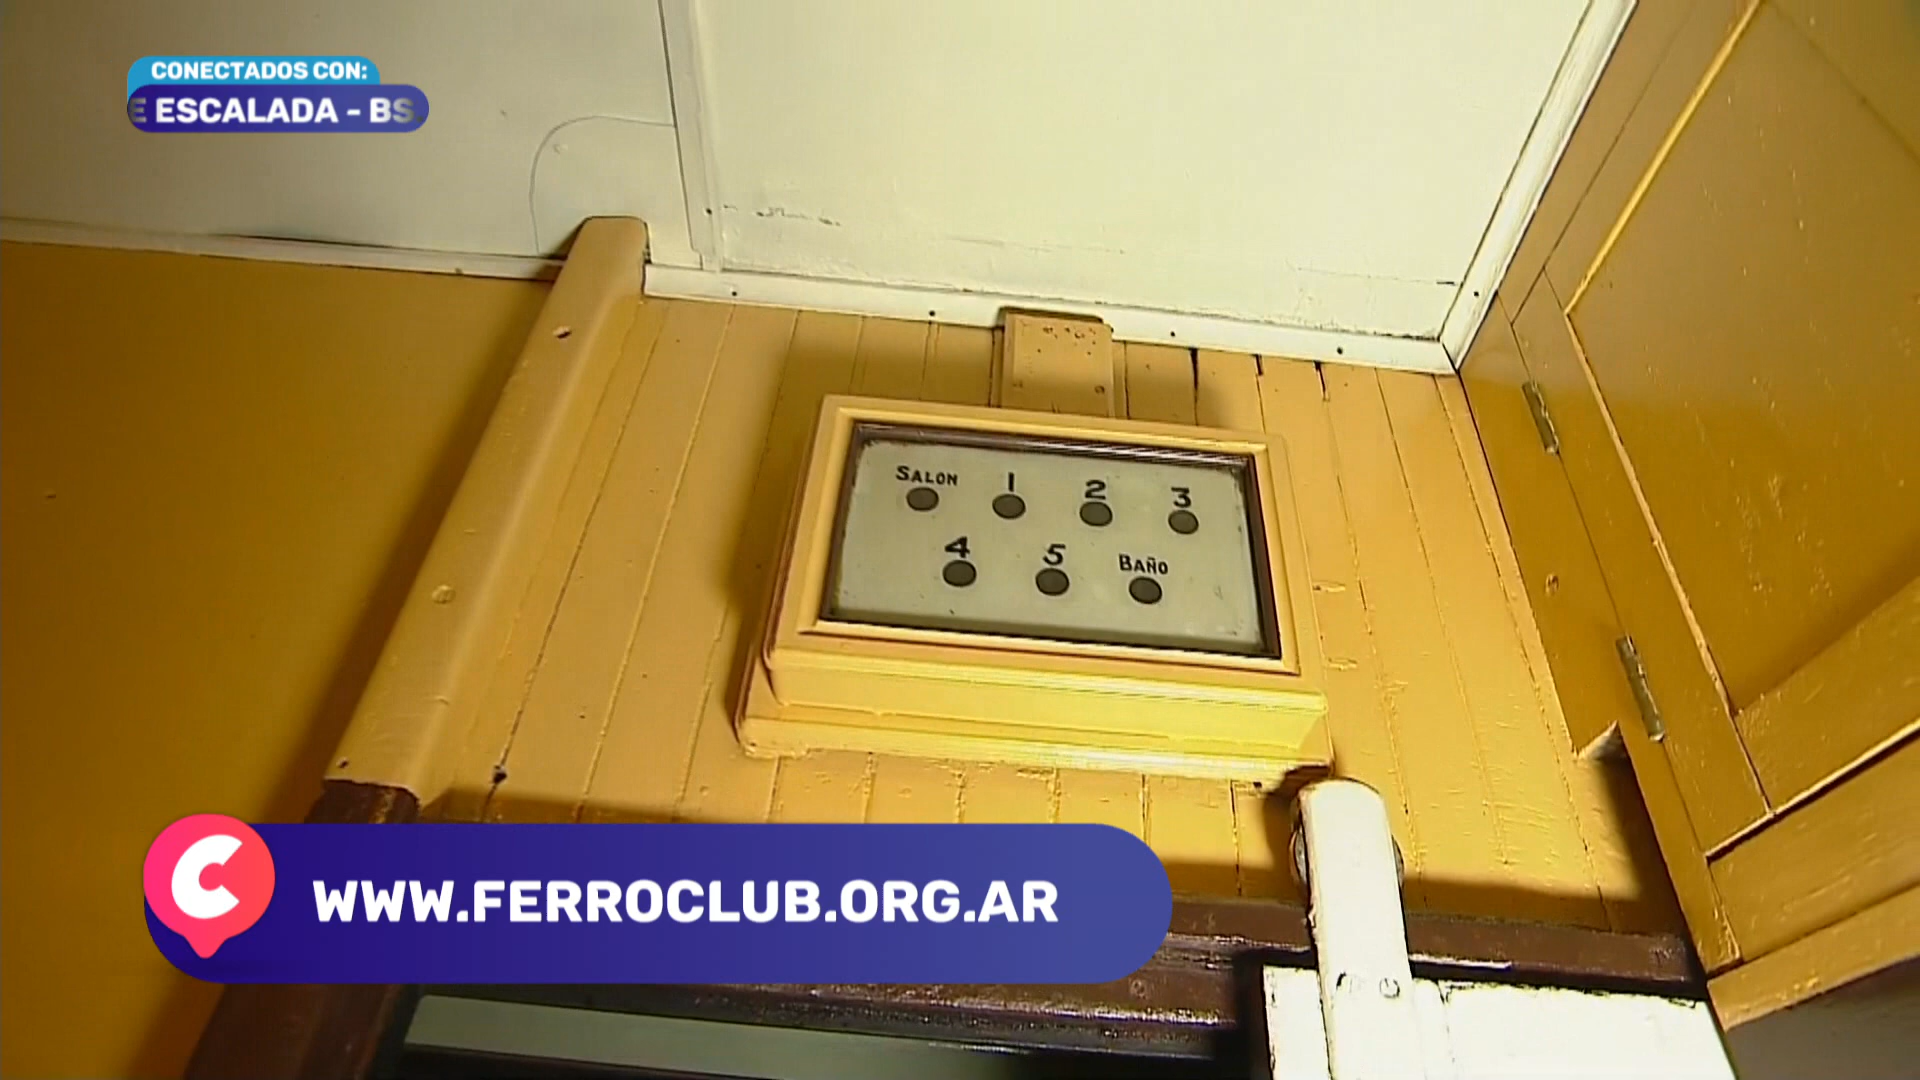 CONECTADOS CON:
E ESCALADA - BS
SALON 1 2 3
4 5 BAÑO
C
WWW.FERROCLUB.ORG.AR